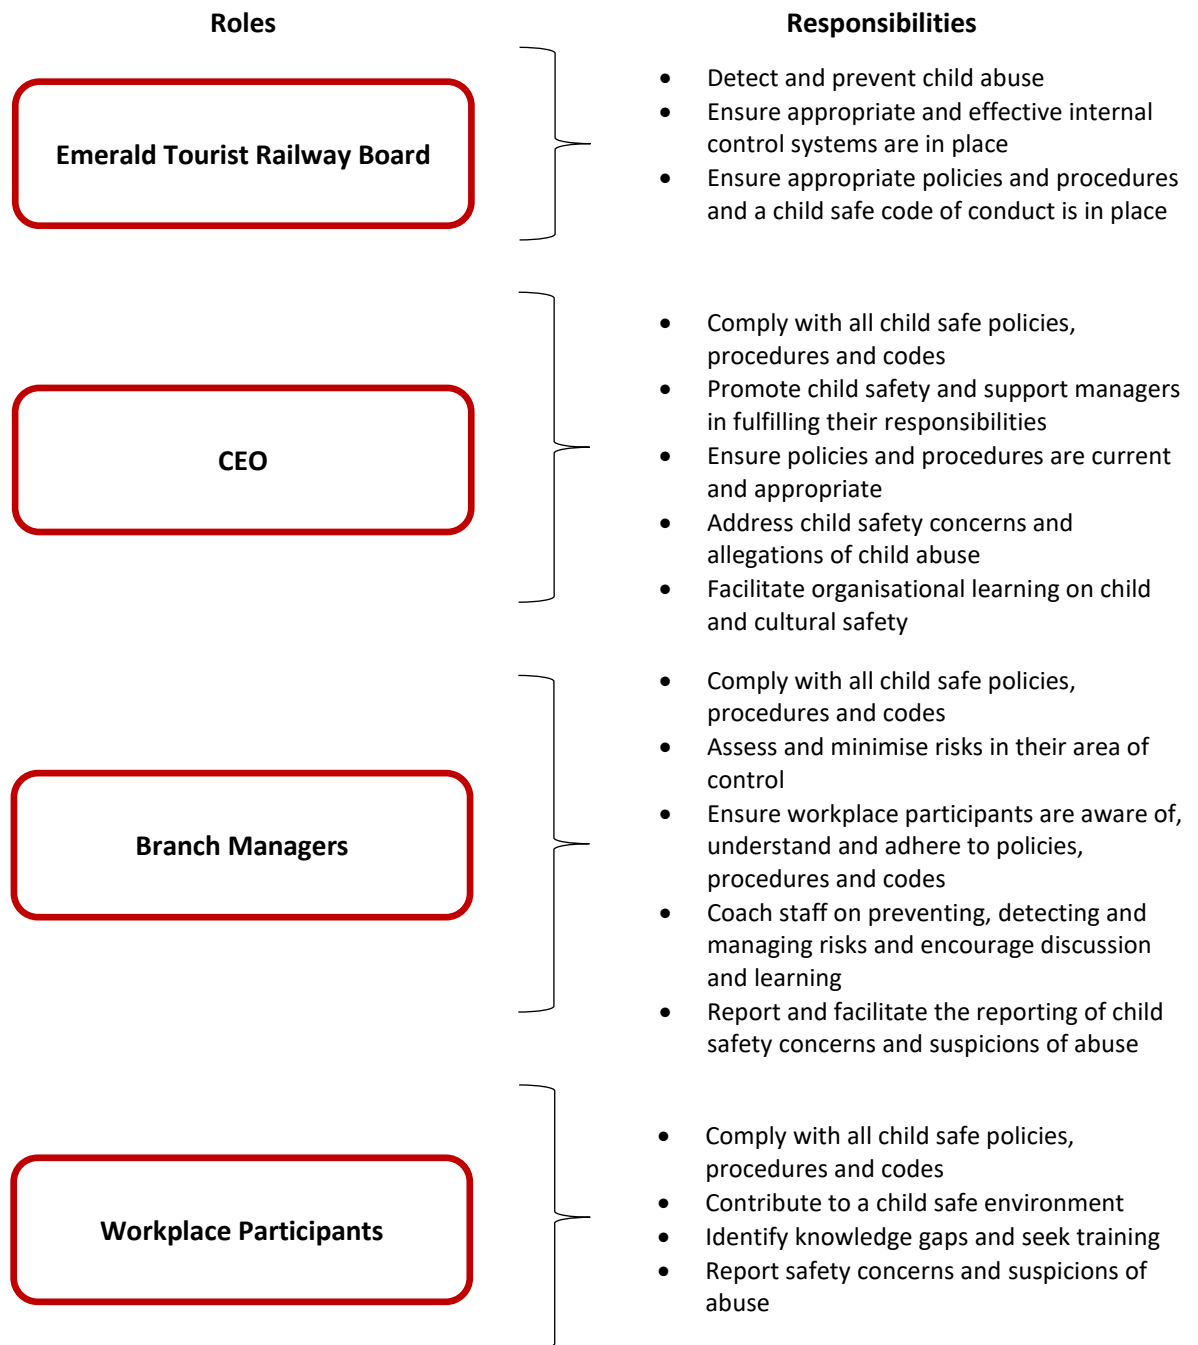 Roles
Responsibilities
Emerald Tourist Railway Board
• Detect and prevent child abuse
• Ensure appropriate and effective internal
control systems are in place
• Ensure appropriate policies and procedures
and a child safe code of conduct is in place
CEO
• Comply with all child safe policies,
procedures and codes
• Promote child safety and support managers
in fulfilling their responsibilities
• Ensure policies and procedures are current
and appropriate
• Address child safety concerns and
allegations of child abuse
• Facilitate organisational learning on child
and cultural safety
Branch Managers
• Comply with all child safe policies,
procedures and codes
• Assess and minimise risks in their area of
control
• Ensure workplace participants are aware of,
understand and adhere to policies,
procedures and codes
• Coach staff on preventing, detecting and
managing risks and encourage discussion
and learning
• Report and facilitate the reporting of child
safety concerns and suspicions of abuse
Workplace Participants
• Comply with all child safe policies,
procedures and codes
• Contribute to a child safe environment
• Identify knowledge gaps and seek training
• Report safety concerns and suspicions of
abuse